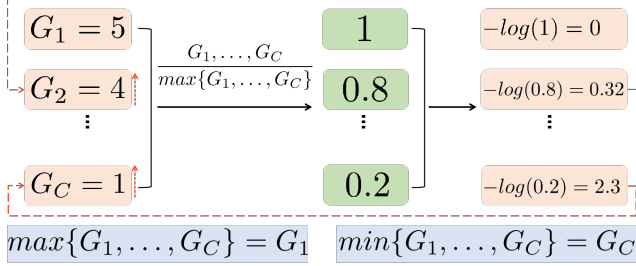 G_1 = 5
G_2 = 4
⋮
G_C = 1
G_1, ..., G_C
max{G_1, ..., G_C}
1
0.8
⋮
0.2
−log(1) = 0
−log(0.8) = 0.32
⋮
−log(0.2) = 2.3
max{G_1, ..., G_C} = G_1
min{G_1, ..., G_C} = G_C